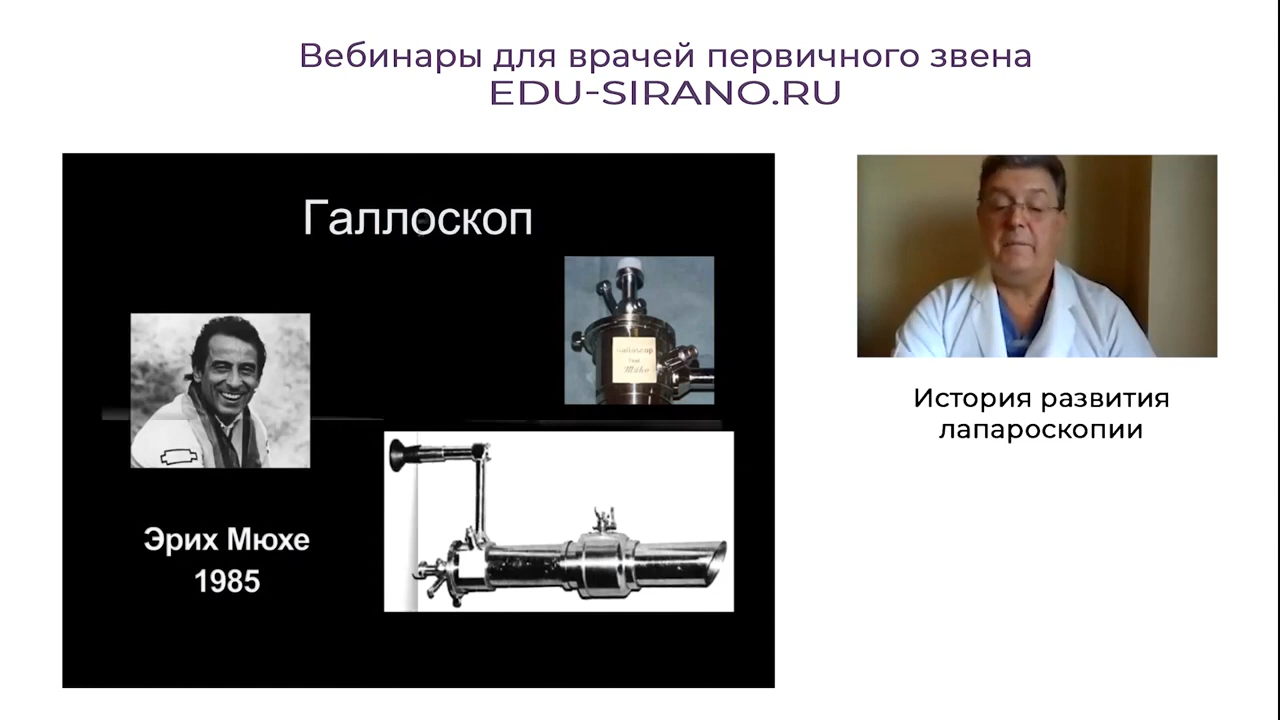 Вебинары для врачей первичного звена
EDU-SIRANO.RU
Галлоскоп
Эрих Мюхе
1985
История развития
лапароскопии